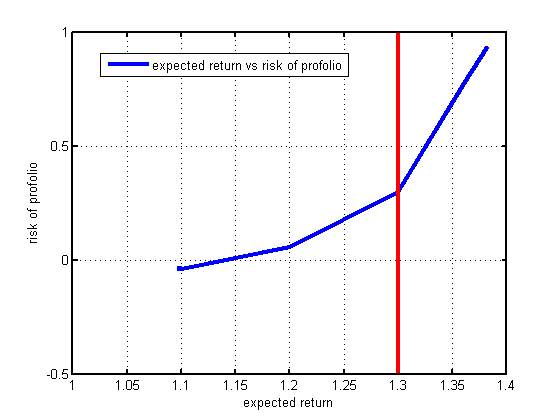 1
expected return vs risk of profolio
0.5
risk of profolio
0
-0.5
1 1.05 1.1 1.15 1.2 1.25 1.3 1.35 1.4
expected return